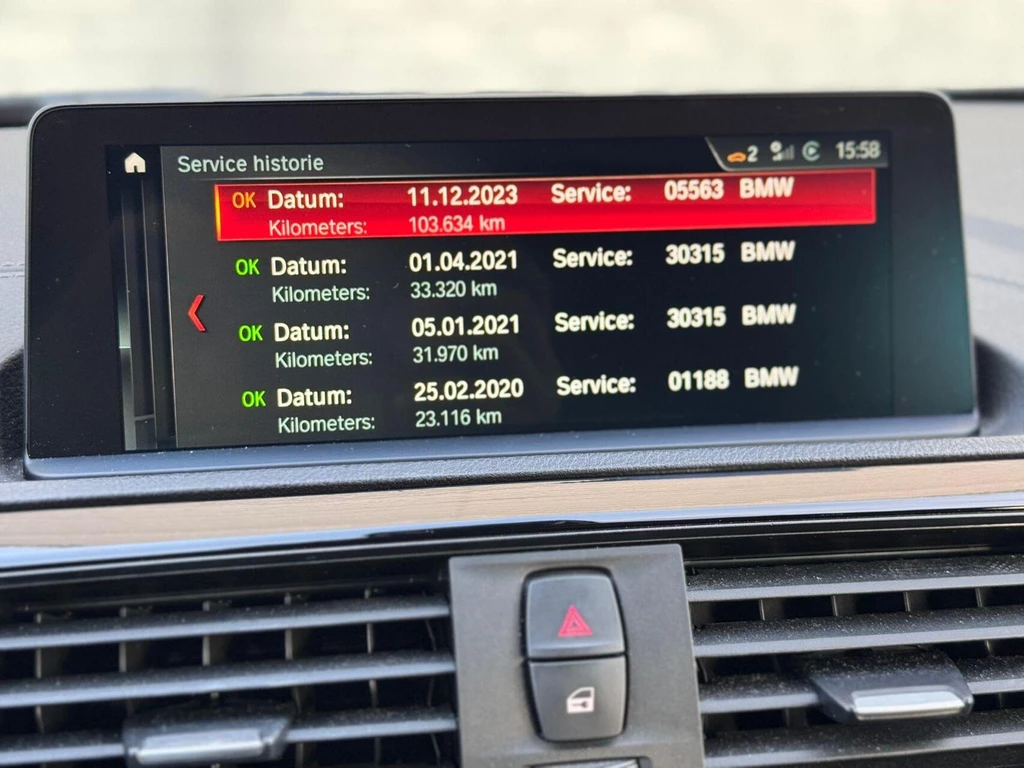 Service historie 2 15:58
OK Datum: 11.12.2023 Service: 05563 BMW
Kilometers: 103.634 km
OK Datum: 01.04.2021 Service: 30315 BMW
Kilometers: 33.320 km
OK Datum: 05.01.2021 Service: 30315 BMW
Kilometers: 31.970 km
OK Datum: 25.02.2020 Service: 01188 BMW
Kilometers: 23.116 km